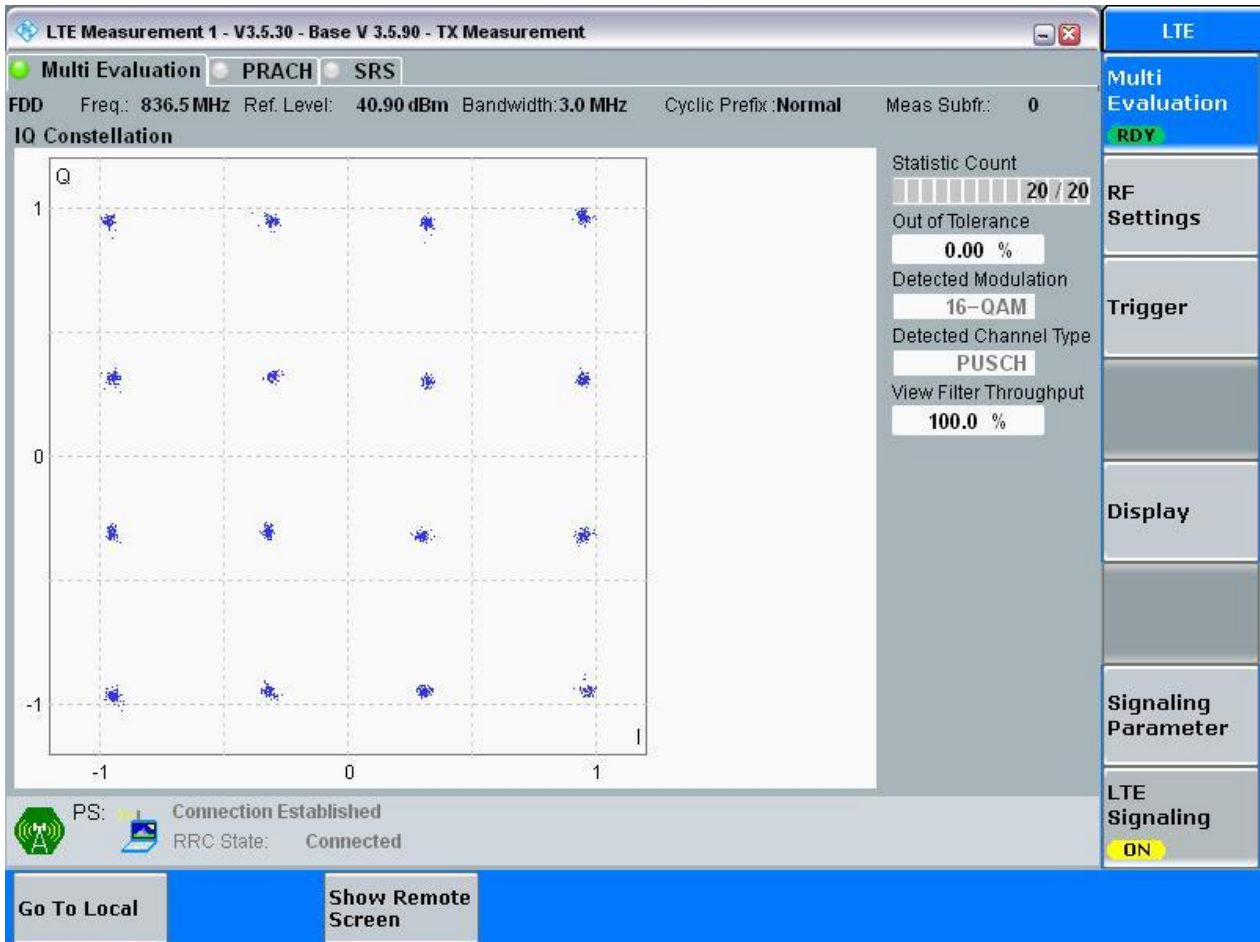 LTE Measurement 1 - V3.5.30 - Base V 3.5.90 - TX Measurement
LTE
Multi Evaluation PRACH SRS
FDD Freq.: 836.5 MHz Ref. Level: 40.90 dBm Bandwidth: 3.0 MHz Cyclic Prefix : Normal Meas Subfr.: 0
IQ Constellation
Q
1
0
-1
-1 0 1
I
Statistic Count
20 / 20
Out of Tolerance
0.00 %
Detected Modulation
16-QAM
Detected Channel Type
PUSCH
View Filter Throughput
100.0 %
Multi
Evaluation
RDY
RF
Settings
Trigger
Display
Signaling
Parameter
LTE
Signaling
ON
PS: Connection Established
RRC State: Connected
Go To Local
Show Remote
Screen